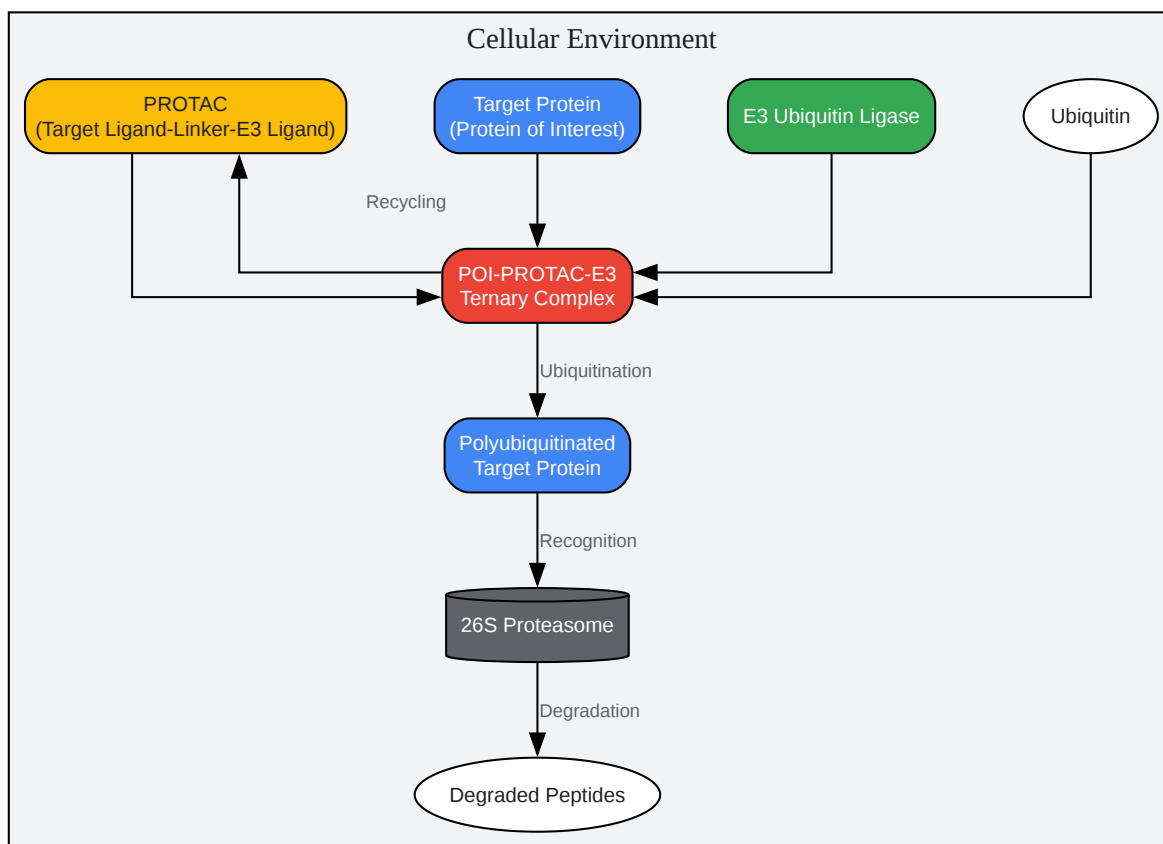 Cellular Environment
PROTAC
(Target Ligand-Linker-E3 Ligand)
Target Protein
(Protein of Interest)
E3 Ubiquitin Ligase
Ubiquitin
Recycling
POI-PROTAC-E3
Ternary Complex
Ubiquitination
Polyubiquitinated
Target Protein
Recognition
26S Proteasome
Degradation
Degraded Peptides